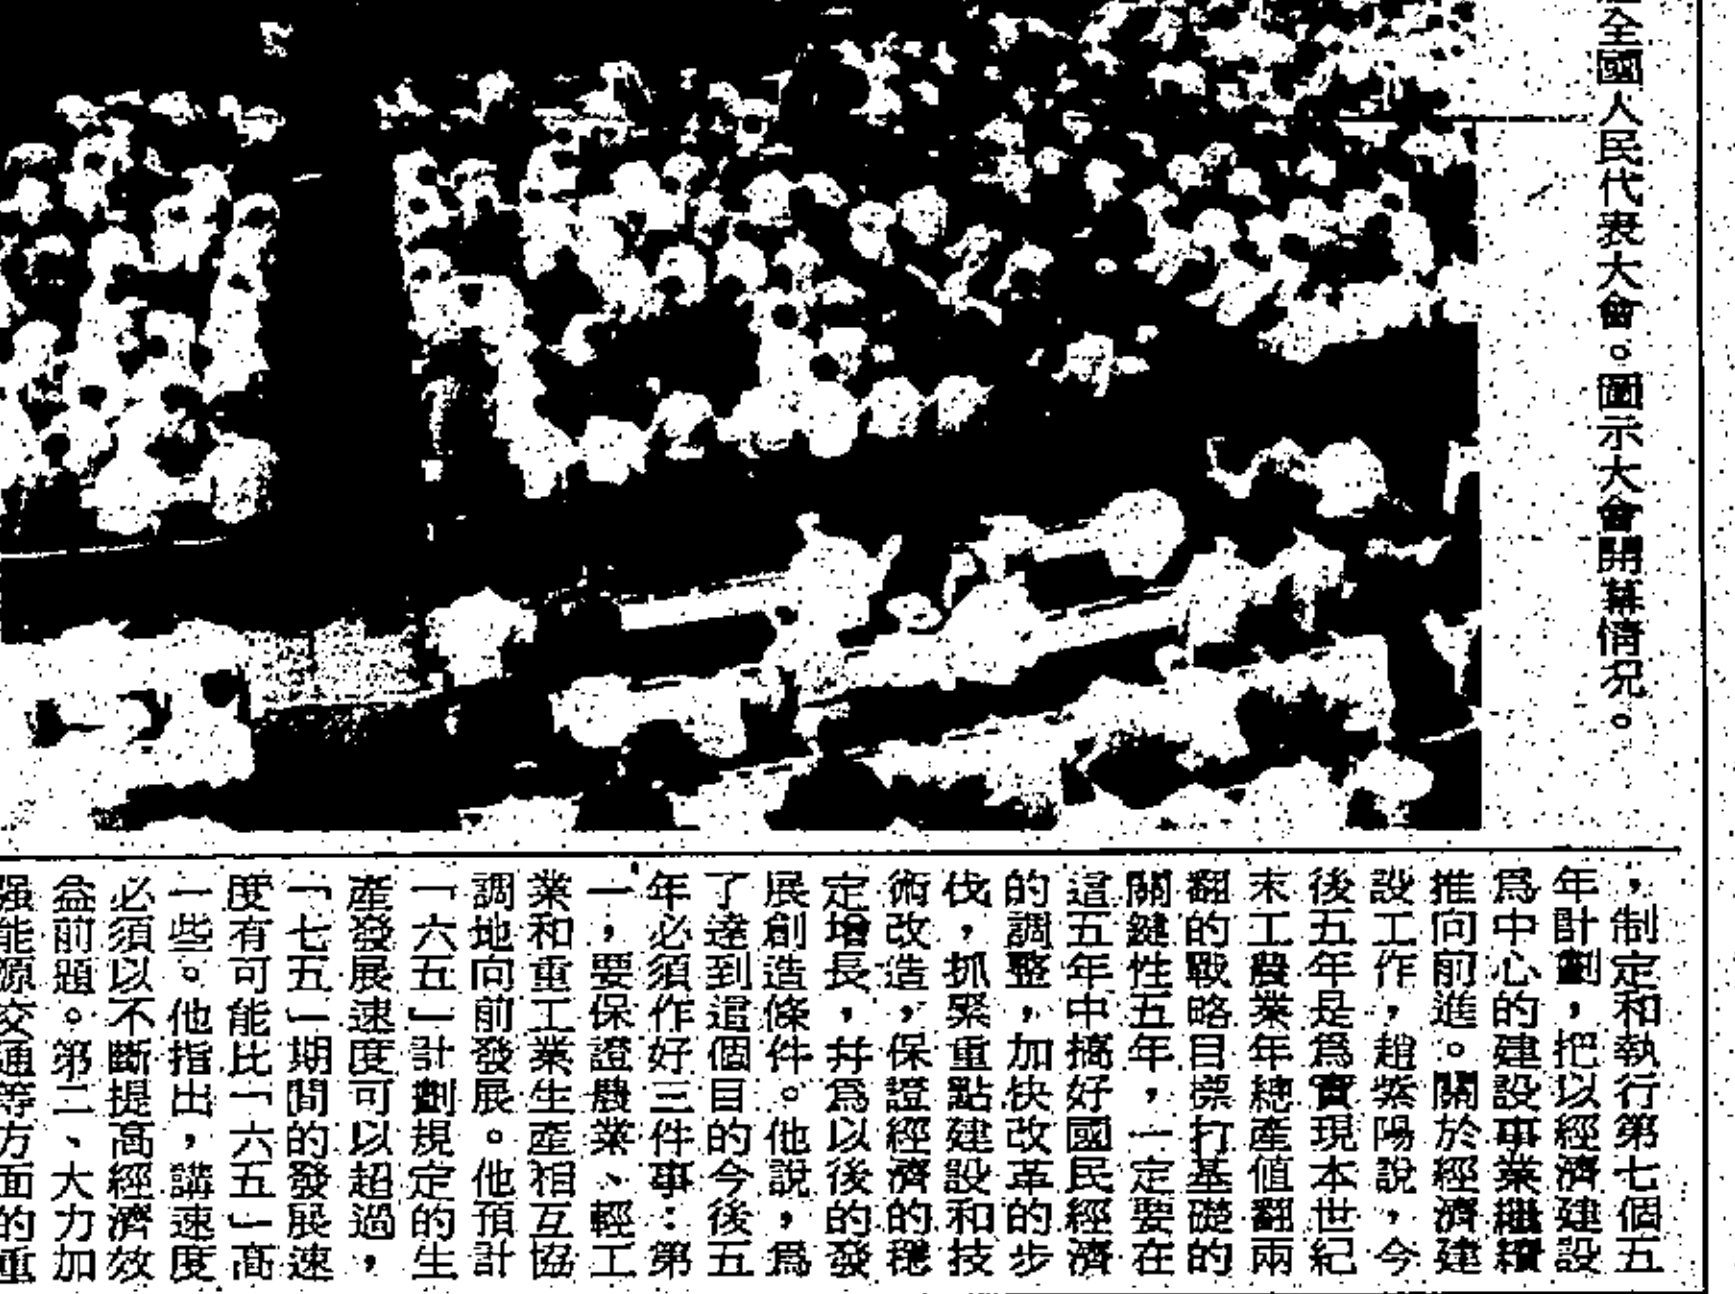 全國人民代表大會。圖示大會開幕情況。
，制定和執行第七個五
年計劃，把以經濟建設
爲中心的建設事業繼續
推向前進。關於經濟建
設工作，趙紫陽說，今
後五年是爲實現本世紀
末工農業年總產值翻兩
翻的戰略目標打基礎的
關鍵性五年，一定要在
這五年中搞好國民經濟
的調整，加快改革的步
伐，抓緊重點建設和技
術改造，保證經濟的穩
定增長，并爲以後的發
展創造條件。他說，爲
了達到這個目的今後五
年必須作好三件事：第
一，要保證農業、輕工
業和重工業生產相互協
調地向前發展。他預計
「六五」計劃規定的生
產發展速度可以超過，
「七五」期間的發展速
度有可能比「六五」高
一些。他指出，講速度
必須以不斷提高經濟效
益前題。第二、大力加
强能源交通等方面的重